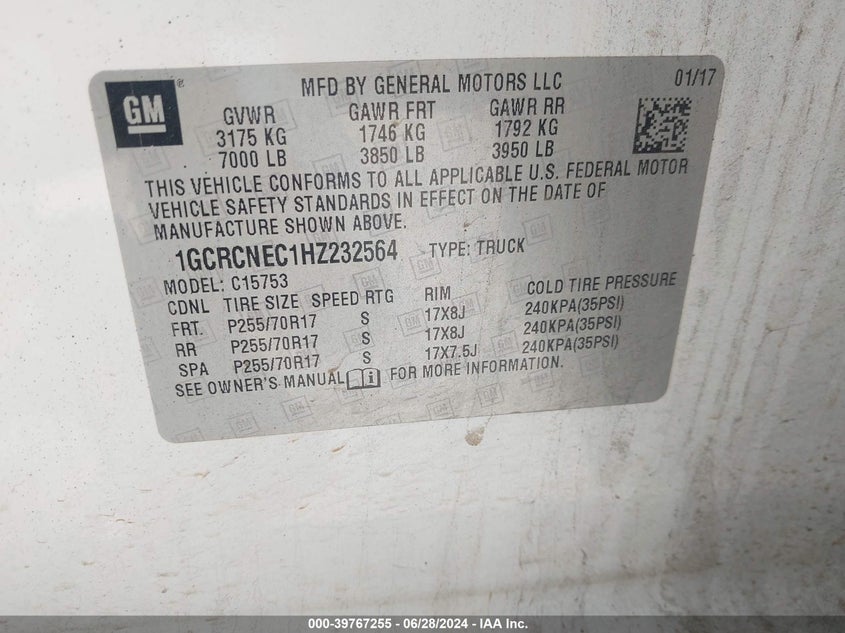 GM ®
MFD BY GENERAL MOTORS LLC 01/17
GVWR GAWR FRT GAWR RR
3175 KG 1746 KG 1792 KG
7000 LB 3850 LB 3950 LB
THIS VEHICLE CONFORMS TO ALL APPLICABLE U.S. FEDERAL MOTOR
VEHICLE SAFETY STANDARDS IN EFFECT ON THE DATE OF
MANUFACTURE SHOWN ABOVE.
1GCRCNEC1HZ232564 TYPE: TRUCK
MODEL: C15753
CDNL TIRE SIZE SPEED RTG RIM COLD TIRE PRESSURE
FRT. P255/70R17 S 17X8J 240KPA(35PSI)
RR P255/70R17 S 17X8J 240KPA(35PSI)
SPA P255/70R17 S 17X7.5J 240KPA(35PSI)
SEE OWNER'S MANUAL FOR MORE INFORMATION.
000-39767255 - 06/28/2024 - IAA Inc.